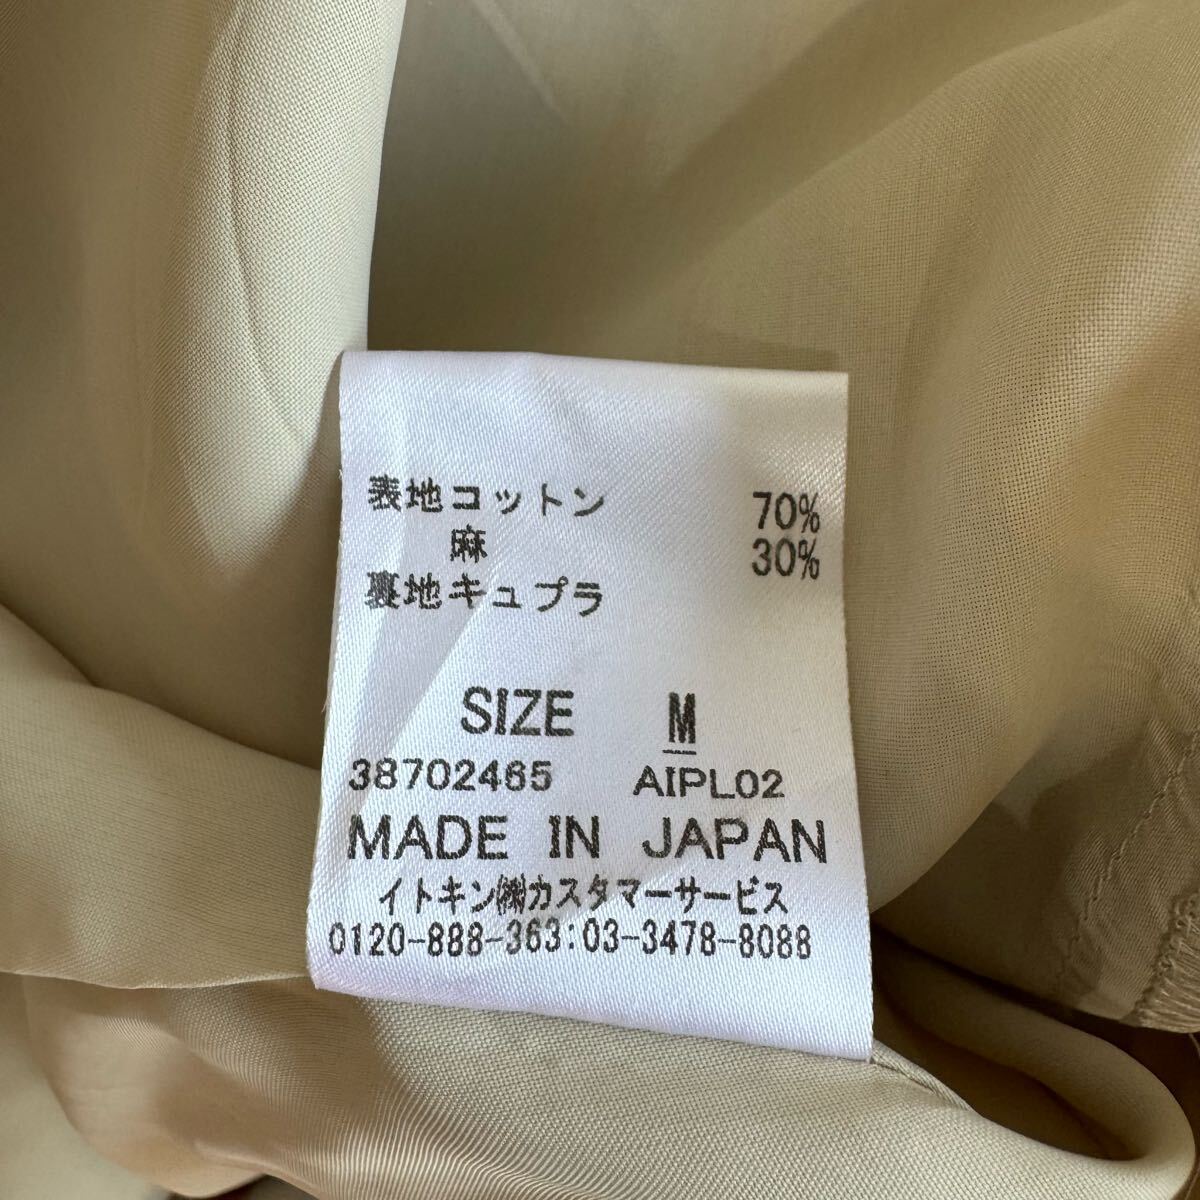 表地コットン 70%
麻 30%
裏地キュプラ
SIZE M
38702465 AIPL02
MADE IN JAPAN
イトキン㈱カスタマーサービス
0120-888-363:03-3478-8088